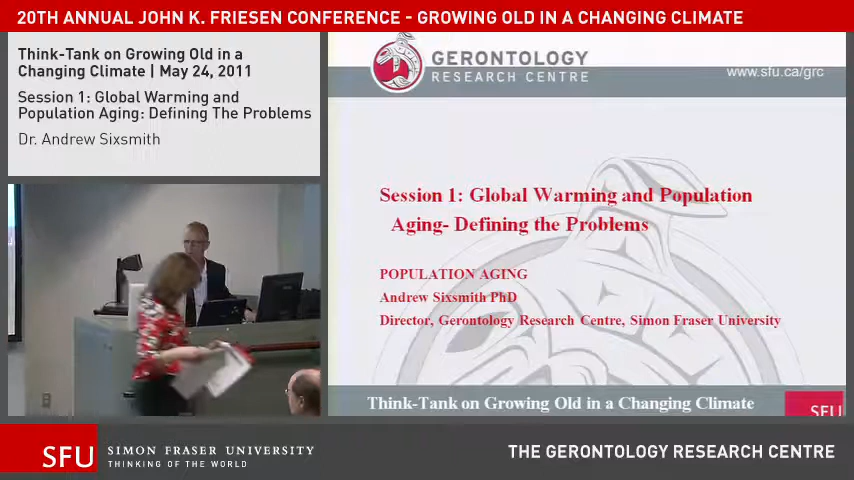 20TH ANNUAL JOHN K. FRIESEN CONFERENCE - GROWING OLD IN A CHANGING CLIMATE
Think-Tank on Growing Old in a
Changing Climate | May 24, 2011
Session 1: Global Warming and
Population Aging: Defining The Problems
Dr. Andrew Sixsmith
GERONTOLOGY
RESEARCH CENTRE
www.sfu.ca/grc
Session 1: Global Warming and Population
Aging- Defining the Problems
POPULATION AGING
Andrew Sixsmith PhD
Director, Gerontology Research Centre, Simon Fraser University
Think-Tank on Growing Old in a Changing Climate
SFU
SFU
SIMON FRASER UNIVERSITY
THINKING OF THE WORLD
THE GERONTOLOGY RESEARCH CENTRE